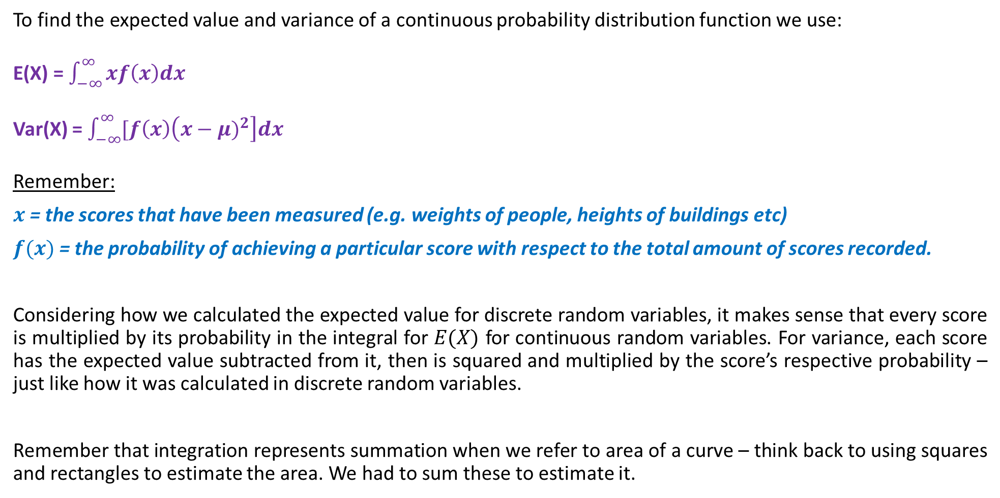 To find the expected value and variance of a continuous probability distribution function we use:
E(X) = ∫_{−∞}^{∞} xf(x)dx
Var(X) = ∫_{−∞}^{∞} [f(x)(x − μ)²]dx
Remember:
x = the scores that have been measured (e.g. weights of people, heights of buildings etc)
f(x) = the probability of achieving a particular score with respect to the total amount of scores recorded.
Considering how we calculated the expected value for discrete random variables, it makes sense that every score
is multiplied by its probability in the integral for E(X) for continuous random variables. For variance, each score
has the expected value subtracted from it, then is squared and multiplied by the score’s respective probability –
just like how it was calculated in discrete random variables.
Remember that integration represents summation when we refer to area of a curve – think back to using squares
and rectangles to estimate the area. We had to sum these to estimate it.